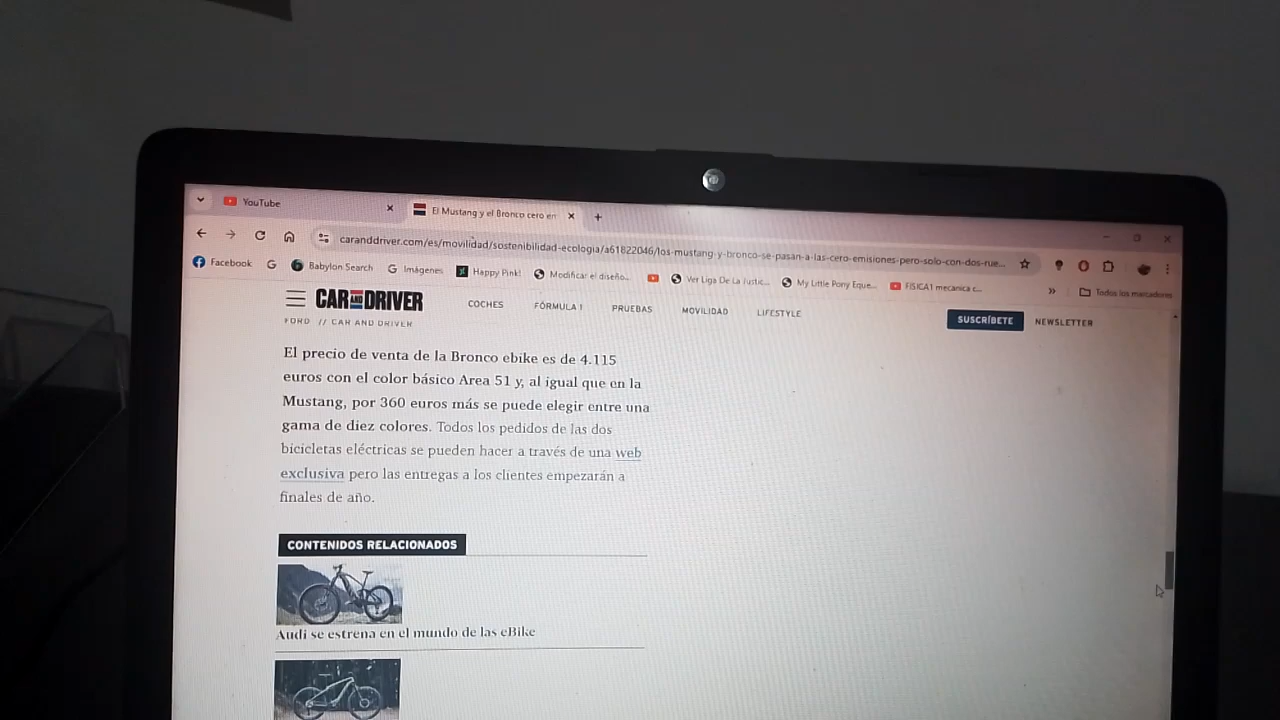 YouTube
El Mustang y el Bronco cero em
caranddriver.com/es/movilidad/sostenibilidad-ecologia/a61822046/los-mustang-y-bronco-se-pasan-a-las-cero-emisiones-pero-solo-con-dos-rue...
Facebook
Babylon Search
Imágenes
Happy Pink!
Modificar el diseño...
Ver Liga De La Justic...
My Little Pony Eque...
FISICA1 mecanica c...
»
Todos los marcadores
CAR AND DRIVER
COCHES
FÓRMULA 1
PRUEBAS
MOVILIDAD
LIFESTYLE
SUSCRÍBETE
NEWSLETTER
FORD // CAR AND DRIVER
El precio de venta de la Bronco ebike es de 4.115
euros con el color básico Area 51 y, al igual que en la
Mustang, por 360 euros más se puede elegir entre una
gama de diez colores. Todos los pedidos de las dos
bicicletas eléctricas se pueden hacer a través de una web
exclusiva pero las entregas a los clientes empezarán a
finales de año.
CONTENIDOS RELACIONADOS
Audi se estrena en el mundo de las eBike